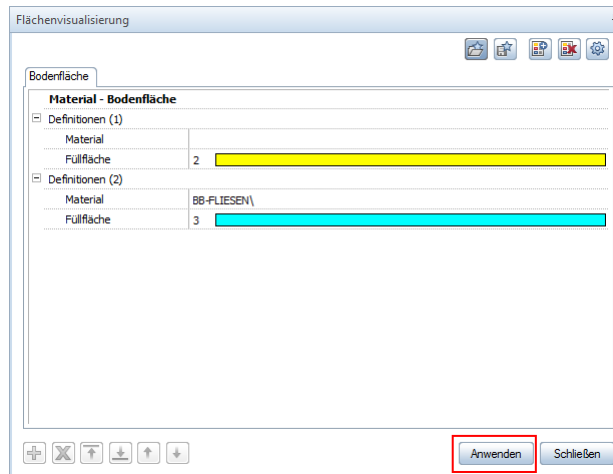 Flächenvisualisierung
Bodenfläche
Material - Bodenfläche
Definitionen (1)
Material
Füllfläche 2
Definitionen (2)
Material BB-FLIESEN\
Füllfläche 3
Anwenden Schließen